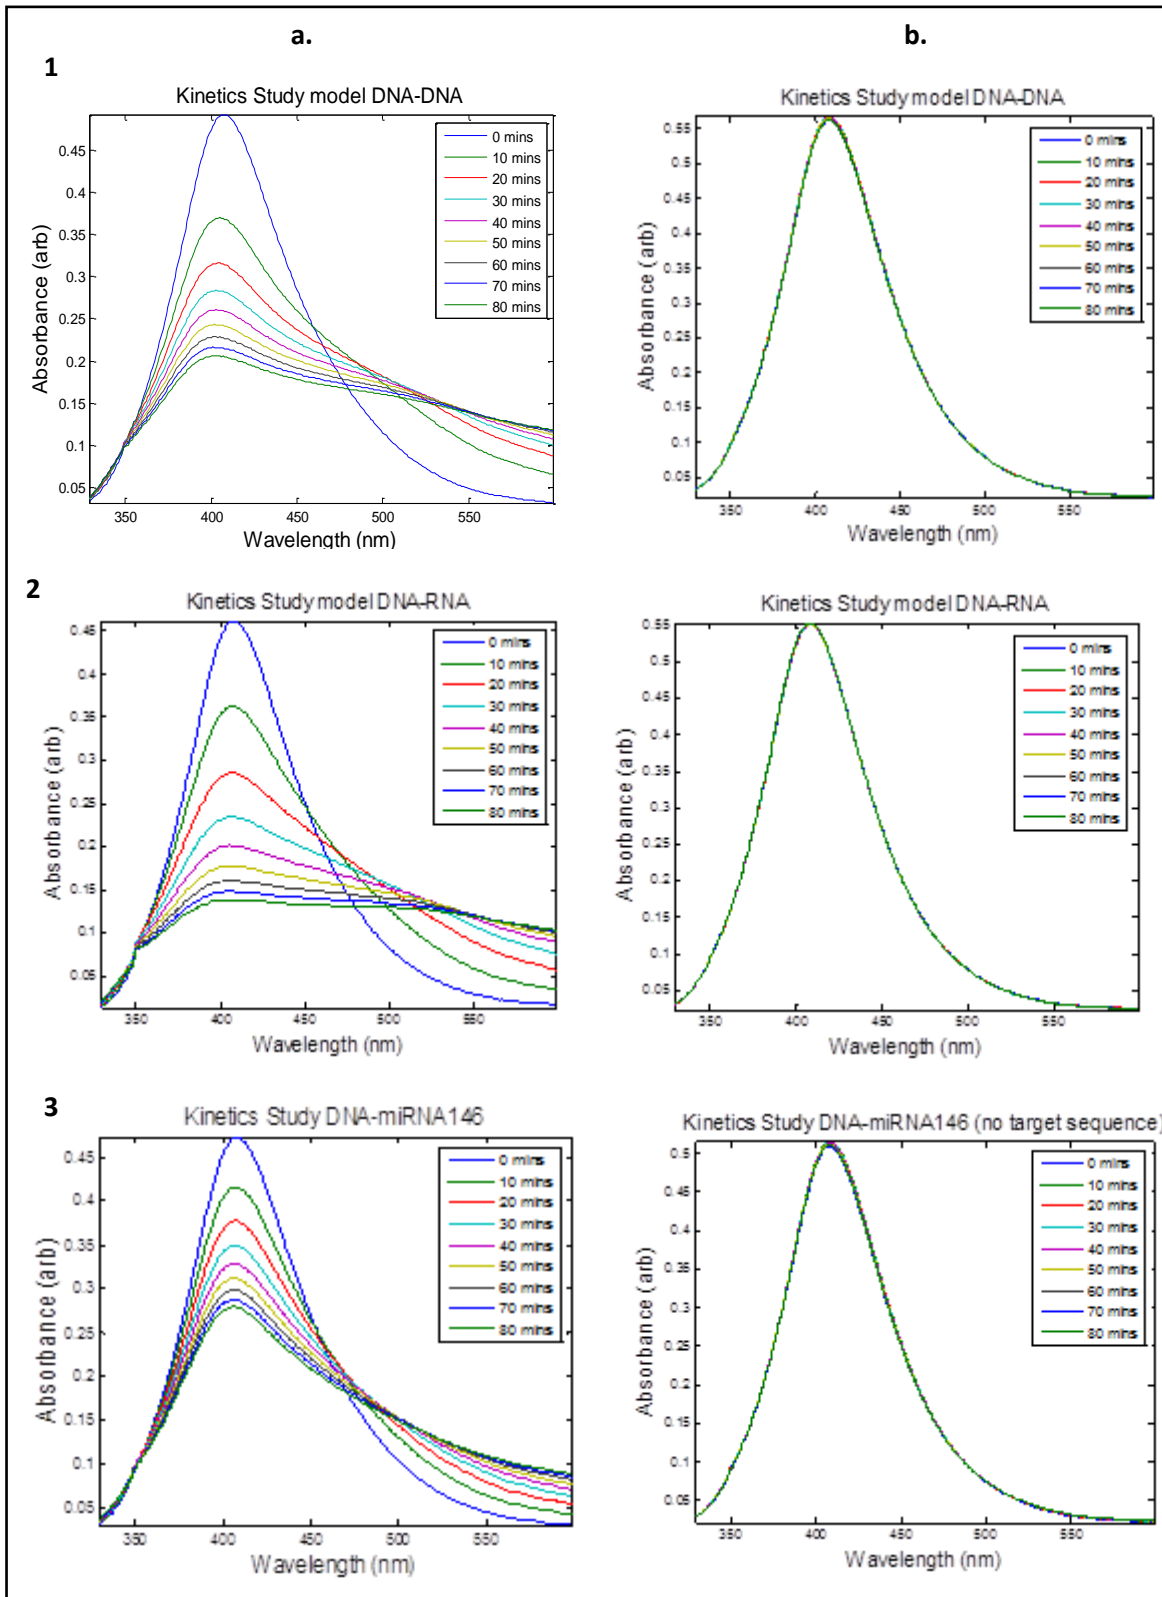 a.
b.
1
Kinetics Study model DNA-DNA
0.45
0.4
0.35
0.3
0.25
0.2
0.15
0.1
0.05
350
400
450
500
550
Absorbance (arb)
Wavelength (nm)
0 mins
10 mins
20 mins
30 mins
40 mins
50 mins
60 mins
70 mins
80 mins
Kinetics Study model DNA-DNA
0.55
0.5
0.45
0.4
0.35
0.3
0.25
0.2
0.15
0.1
0.05
350
400
450
500
550
Absorbance (arb)
Wavelength (nm)
0 mins
10 mins
20 mins
30 mins
40 mins
50 mins
60 mins
70 mins
80 mins
2
Kinetics Study model DNA-RNA
0.45
0.4
0.35
0.3
0.25
0.2
0.15
0.1
0.05
350
400
450
500
550
Absorbance (arb)
Wavelength (nm)
0 mins
10 mins
20 mins
30 mins
40 mins
50 mins
60 mins
70 mins
80 mins
Kinetics Study model DNA-RNA
0.55
0.5
0.45
0.4
0.35
0.3
0.25
0.2
0.15
0.1
0.05
350
400
450
500
550
Absorbance (arb)
Wavelength (nm)
0 mins
10 mins
20 mins
30 mins
40 mins
50 mins
60 mins
70 mins
80 mins
3
Kinetics Study DNA-miRNA146
0.45
0.4
0.35
0.3
0.25
0.2
0.15
0.1
0.05
350
400
450
500
550
Absorbance (arb)
Wavelength (nm)
0 mins
10 mins
20 mins
30 mins
40 mins
50 mins
60 mins
70 mins
80 mins
Kinetics Study DNA-miRNA146 (no target sequence)
0.5
0.45
0.4
0.35
0.3
0.25
0.2
0.15
0.1
0.05
350
400
450
500
550
Absorbance (arb)
Wavelength (nm)
0 mins
10 mins
20 mins
30 mins
40 mins
50 mins
60 mins
70 mins
80 mins